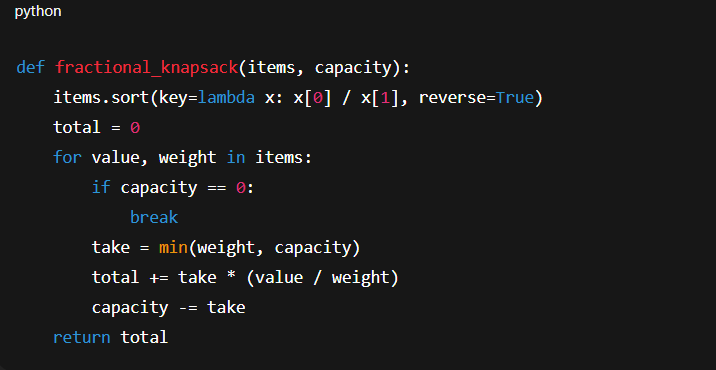 python
def fractional_knapsack(items, capacity):
    items.sort(key=lambda x: x[0] / x[1], reverse=True)
    total = 0
    for value, weight in items:
        if capacity == 0:
            break
        take = min(weight, capacity)
        total += take * (value / weight)
        capacity -= take
    return total